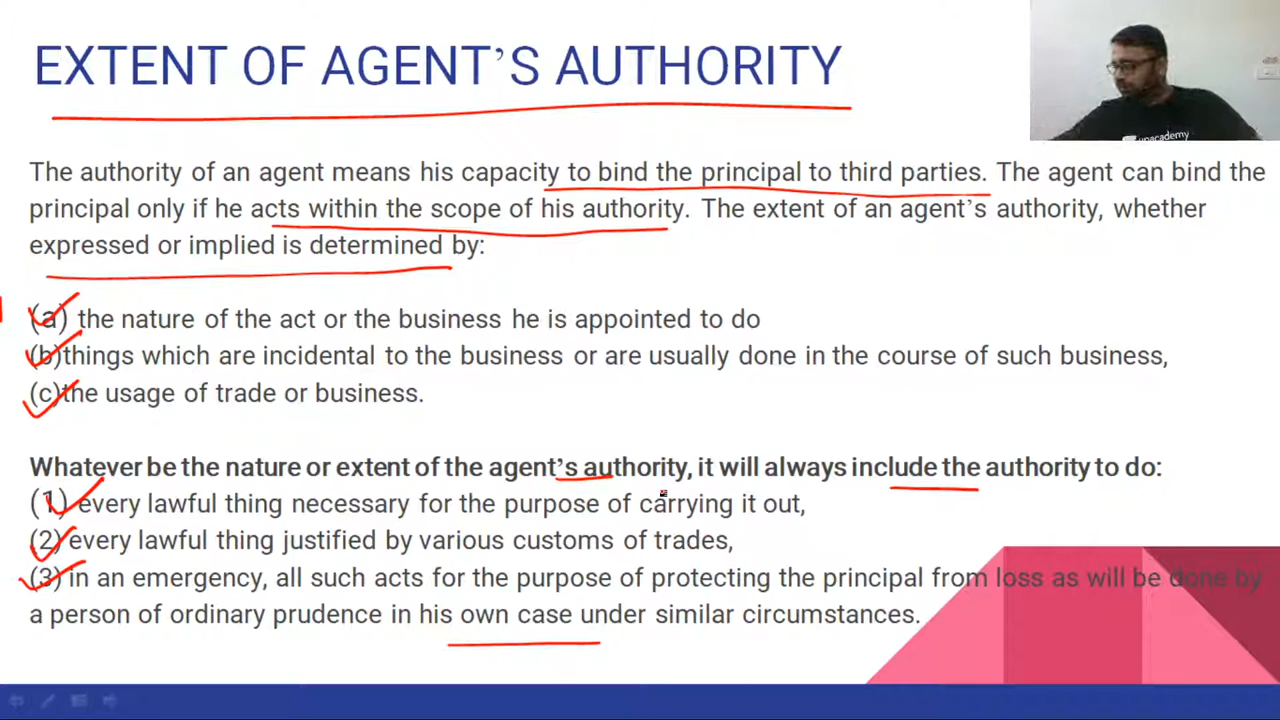 EXTENT OF AGENT’S AUTHORITY
unacademy
The authority of an agent means his capacity to bind the principal to third parties. The agent can bind the
principal only if he acts within the scope of his authority. The extent of an agent’s authority, whether
expressed or implied is determined by:
(a) the nature of the act or the business he is appointed to do
(b)things which are incidental to the business or are usually done in the course of such business,
(c)the usage of trade or business.
Whatever be the nature or extent of the agent’s authority, it will always include the authority to do:
(1) every lawful thing necessary for the purpose of carrying it out,
(2) every lawful thing justified by various customs of trades,
(3) in an emergency, all such acts for the purpose of protecting the principal from loss as will be done by
a person of ordinary prudence in his own case under similar circumstances.